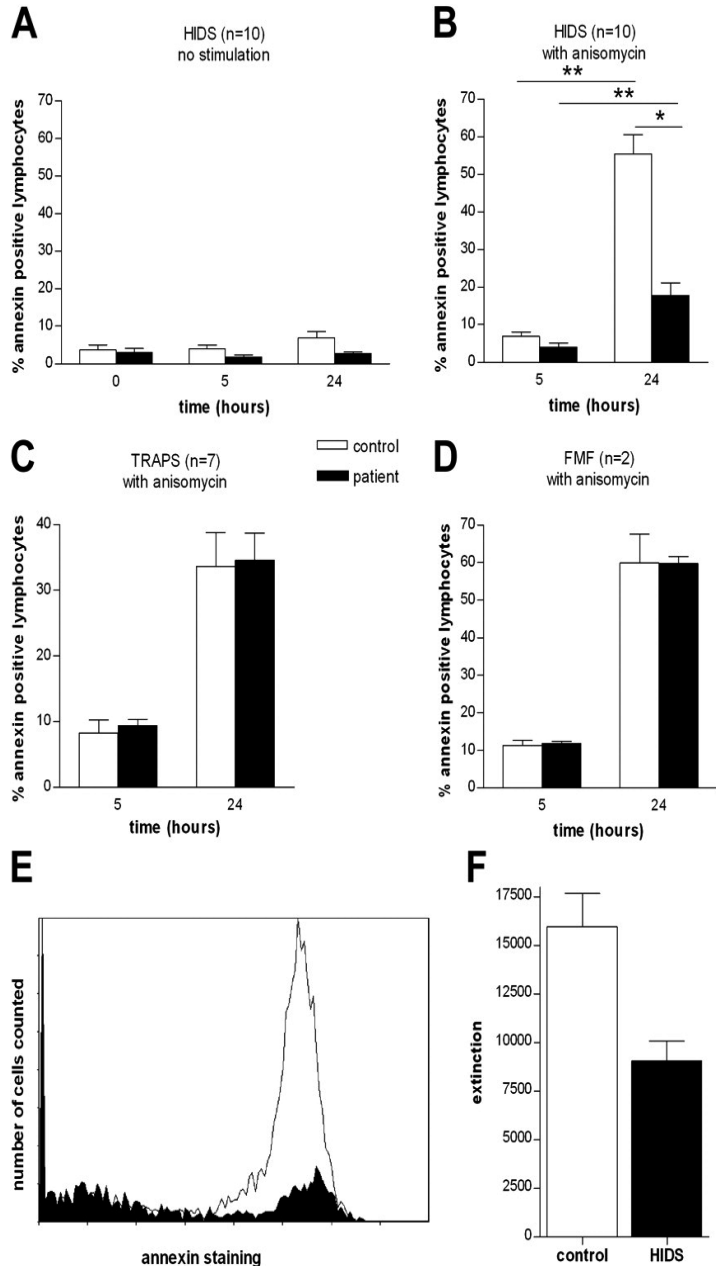 A
HIDS (n=10)
no stimulation
% annexin positive lymphocytes
70
60
50
40
30
20
10
0
0
5
24
time (hours)
B
HIDS (n=10)
with anisomycin
**
**
*
% annexin positive lymphocytes
70
60
50
40
30
20
10
0
5
24
time (hours)
control
patient
C
TRAPS (n=7)
with anisomycin
% annexin positive lymphocytes
40
30
20
10
0
5
24
time (hours)
D
FMF (n=2)
with anisomycin
% annexin positive lymphocytes
70
60
50
40
30
20
10
0
5
24
time (hours)
E
number of cells counted
annexin staining
F
extinction
17500
15000
12500
10000
7500
5000
2500
0
control
HIDS